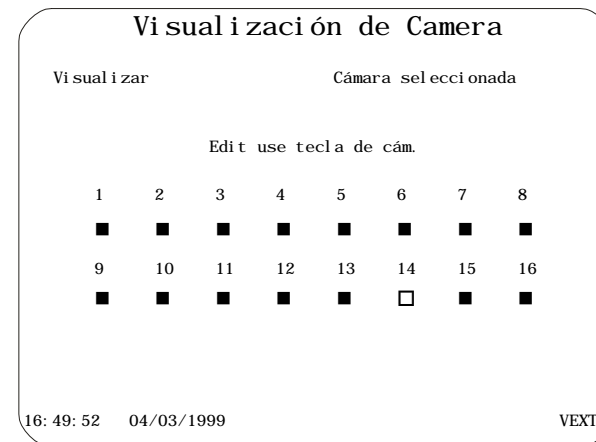 Visualización de Camera
Visualizar Cámara seleccionada
Edit use tecla de cám.
1 2 3 4 5 6 7 8
9 10 11 12 13 14 15 16
16:49:52 04/03/1999 VEXT